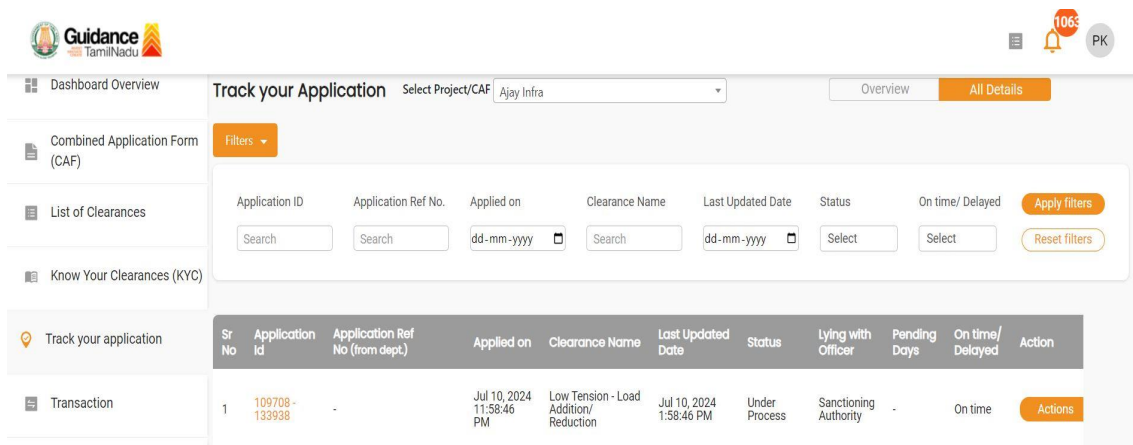 Guidance
TamilNadu
1063
PK
Dashboard Overview
Track your Application
Select Project/CAF
Ajay Infra
Overview
All Details
Combined Application Form
(CAF)
Filters
List of Clearances
Application ID
Application Ref No.
Applied on
Clearance Name
Last Updated Date
Status
On time/ Delayed
Apply filters
Search
Search
dd-mm-yyyy
Search
dd-mm-yyyy
Select
Select
Reset filters
Know Your Clearances (KYC)
Track your application
Sr No
Application Id
Application Ref No (from dept.)
Applied on
Clearance Name
Last Updated Date
Status
Lying with Officer
Pending Days
On time/ Delayed
Action
Transaction
1
109708 -
133938
-
Jul 10, 2024
11:58:46
PM
Low Tension - Load
Addition/
Reduction
Jul 10, 2024
1:58:46 PM
Under
Process
Sanctioning
Authority
-
On time
Actions